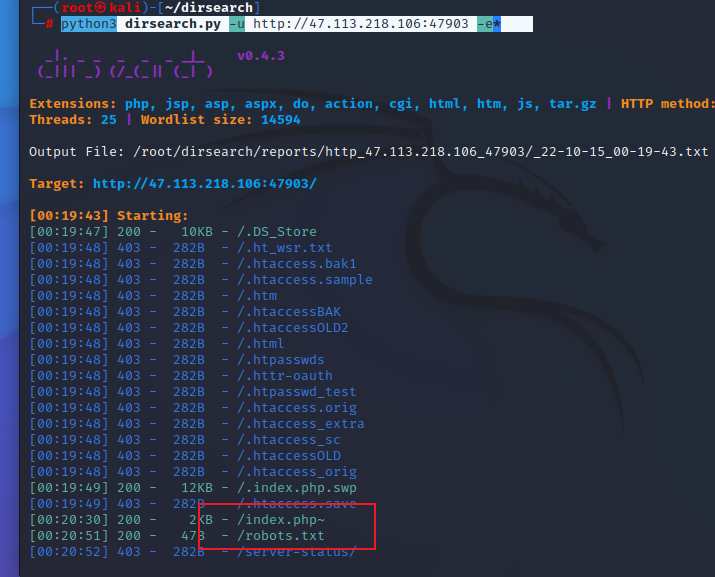 ┌──(root㉿kali)-[~/dirsearch]
└─# python3 dirsearch.py -u http://47.113.218.106:47903 -e*
_|. _ _  _  _  _ _|_    v0.4.3
(_||| _) (/_(_|| (_| )
Extensions: php, jsp, asp, aspx, do, action, cgi, html, htm, js, tar.gz | HTTP method:
Threads: 25 | Wordlist size: 14594
Output File: /root/dirsearch/reports/http_47.113.218.106_47903/_22-10-15_00-19-43.txt
Target: http://47.113.218.106:47903/
[00:19:43] Starting:
[00:19:47] 200 -   10KB - /.DS_Store
[00:19:48] 403 -  282B  - /.ht_wsr.txt
[00:19:48] 403 -  282B  - /.htaccess.bak1
[00:19:48] 403 -  282B  - /.htaccess.sample
[00:19:48] 403 -  282B  - /.htm
[00:19:48] 403 -  282B  - /.htaccessBAK
[00:19:48] 403 -  282B  - /.htaccessOLD2
[00:19:48] 403 -  282B  - /.html
[00:19:48] 403 -  282B  - /.htpasswds
[00:19:48] 403 -  282B  - /.httr-oauth
[00:19:48] 403 -  282B  - /.htpasswd_test
[00:19:48] 403 -  282B  - /.htaccess.orig
[00:19:48] 403 -  282B  - /.htaccess_extra
[00:19:48] 403 -  282B  - /.htaccess_sc
[00:19:48] 403 -  282B  - /.htaccessOLD
[00:19:48] 403 -  282B  - /.htaccess_orig
[00:19:49] 200 -   12KB - /.index.php.swp
[00:19:49] 403 -  282B  - /.htaccess.save
[00:20:30] 200 -    2KB - /index.php~
[00:20:51] 200 -   47B  - /robots.txt
[00:20:52] 403 -  282B  - /server-status/